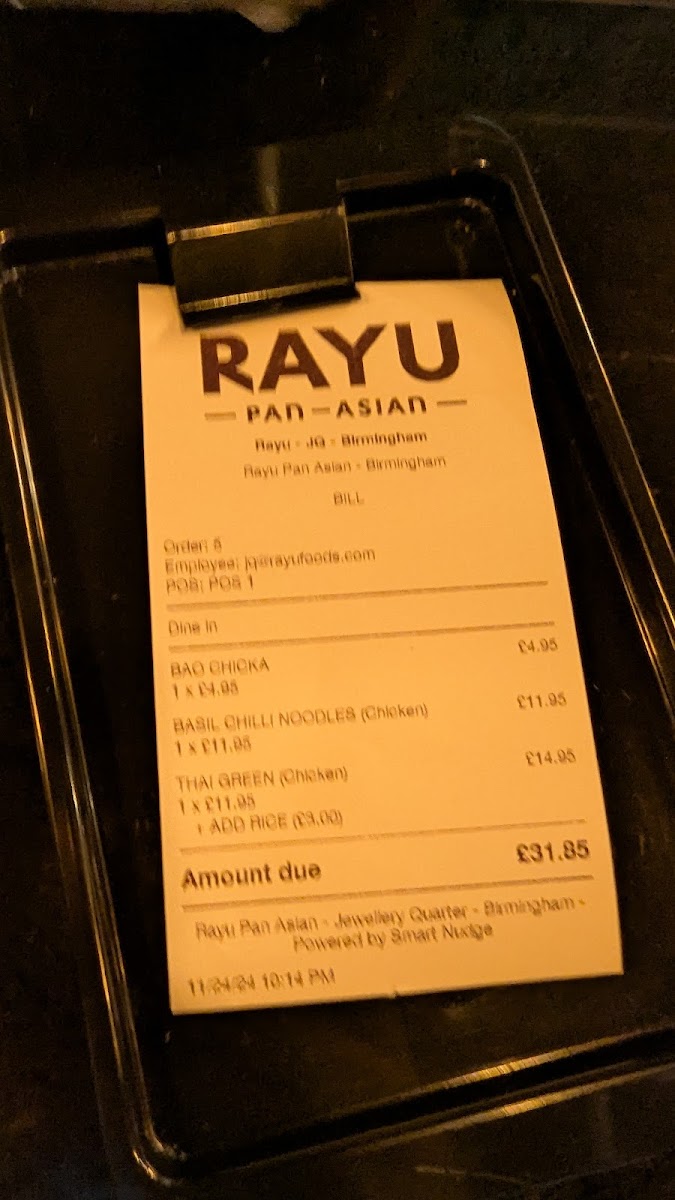 RAYU
PAN-ASIAN
Rayu - JQ - Birmingham
Rayu Pan Asian - Birmingham
BILL
Order: 5
Employee: jq@rayufoods.com
POS: POS 1
Dine In
BAO CHICKA £4.95
1 x £4.95
BASIL CHILLI NOODLES (Chicken) £11.95
1 x £11.95
THAI GREEN (Chicken) £14.95
1 x £11.95
+ ADD RICE (£3.00)
Amount due £31.85
Rayu Pan Asian - Jewellery Quarter - Birmingham -
Powered by Smart Nudge
11/24/24 10:14 PM